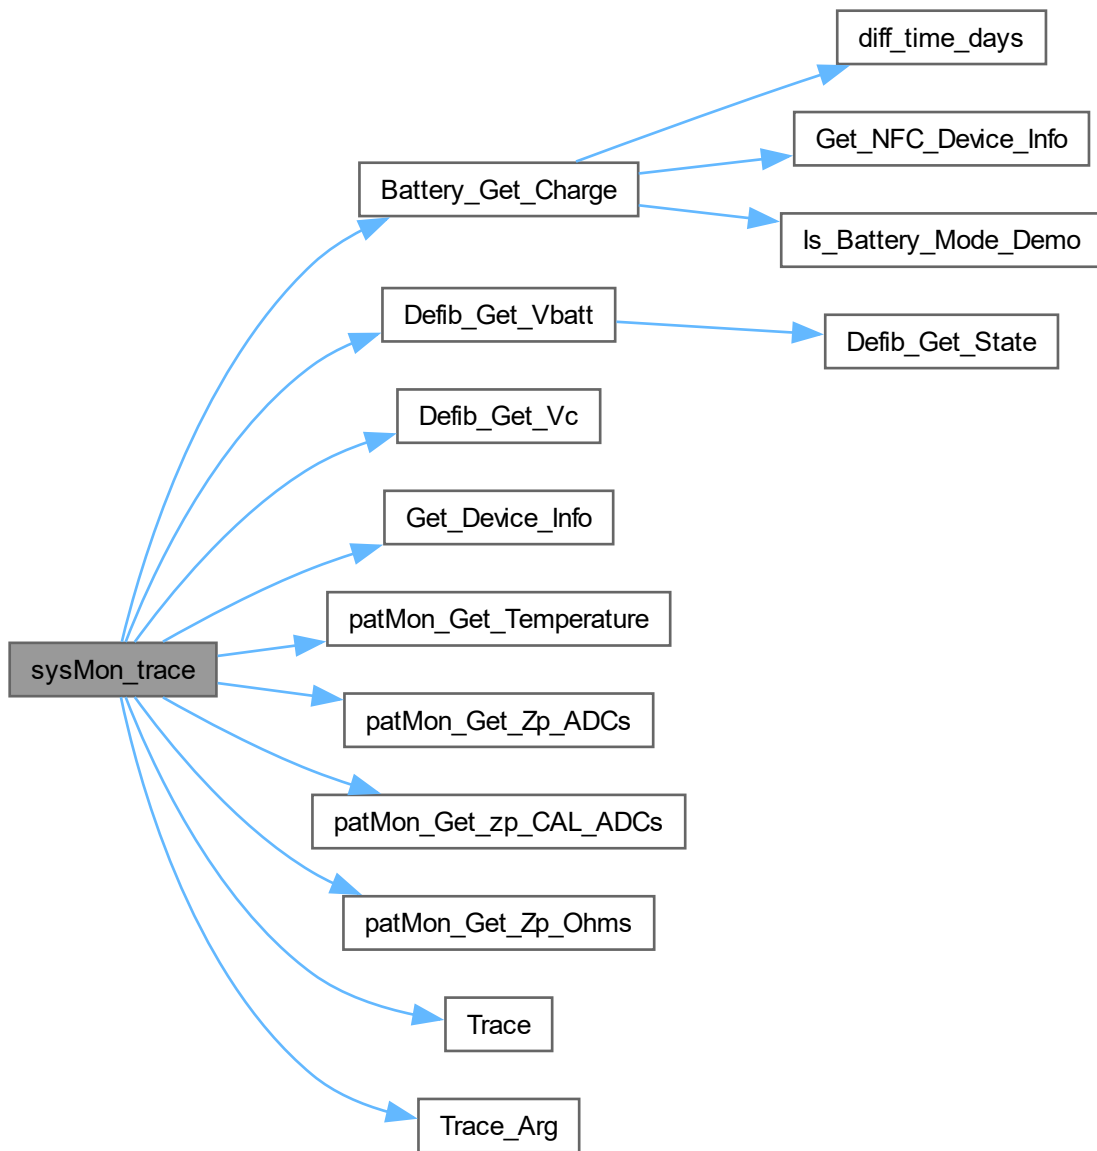 diff_time_days
Get_NFC_Device_Info
Battery_Get_Charge
Is_Battery_Mode_Demo
Defib_Get_Vbatt
Defib_Get_State
Defib_Get_Vc
Get_Device_Info
patMon_Get_Temperature
sysMon_trace
patMon_Get_Zp_ADCs
patMon_Get_zp_CAL_ADCs
patMon_Get_Zp_Ohms
Trace
Trace_Arg